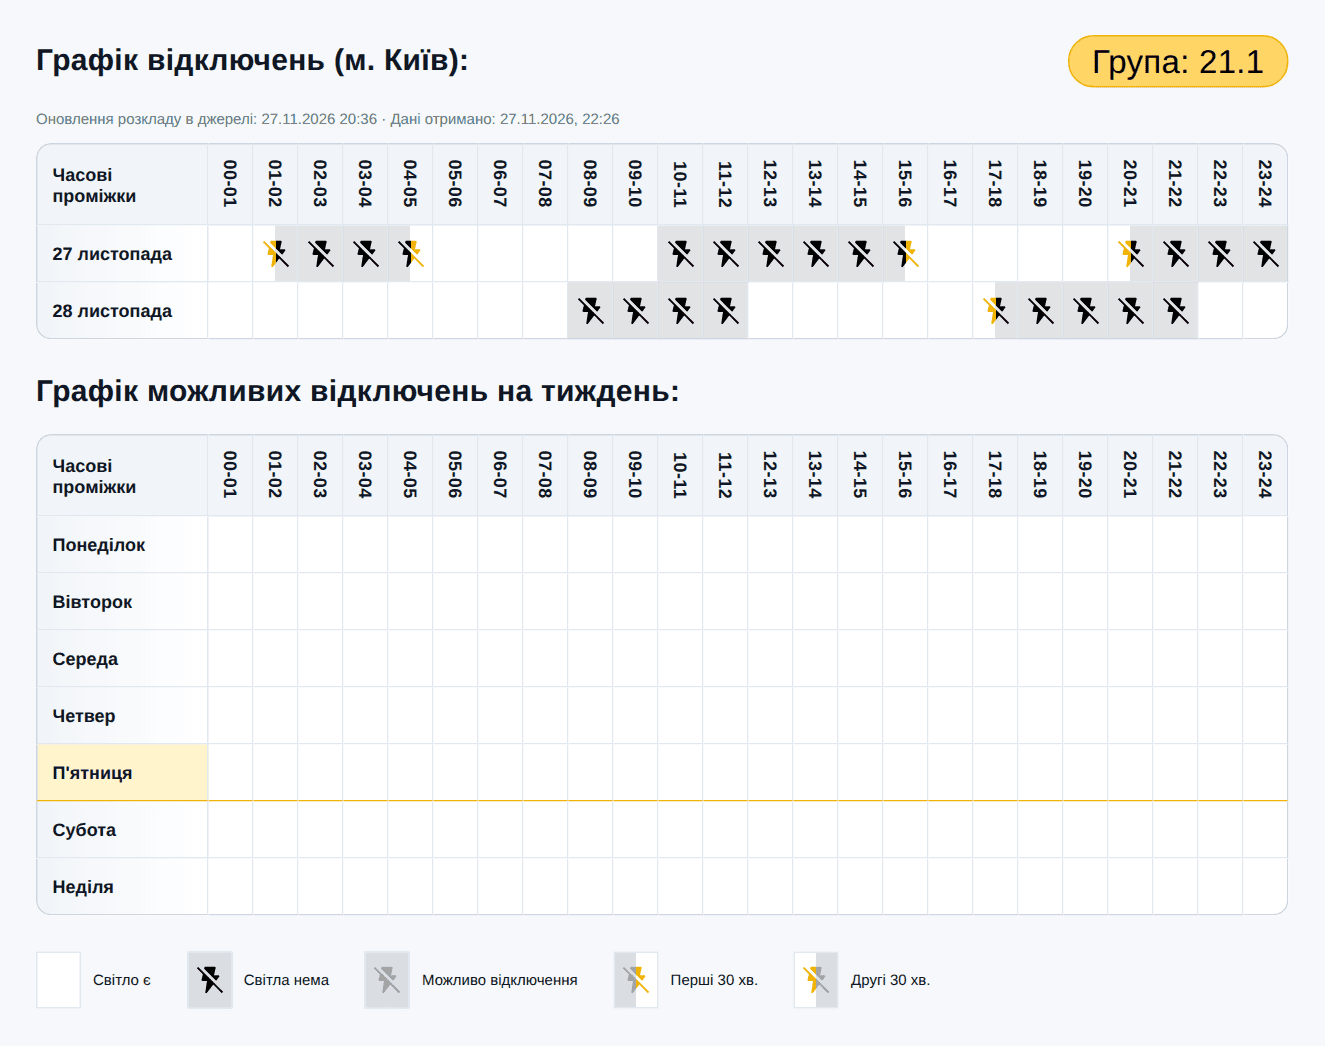 Графік відключень (м. Київ):
Група: 21.1
Оновлення розкладу в джерелі: 27.11.2026 20:36 · Дані отримано: 27.11.2026, 22:26
Часові проміжки 00-01 01-02 02-03 03-04 04-05 05-06 06-07 07-08 08-09 09-10 10-11 11-12 12-13 13-14 14-15 15-16 16-17 17-18 18-19 19-20 20-21 21-22 22-23 23-24
27 листопада
28 листопада
Графік можливих відключень на тиждень:
Часові проміжки 00-01 01-02 02-03 03-04 04-05 05-06 06-07 07-08 08-09 09-10 10-11 11-12 12-13 13-14 14-15 15-16 16-17 17-18 18-19 19-20 20-21 21-22 22-23 23-24
Понеділок
Вівторок
Середа
Четвер
П'ятниця
Субота
Неділя
Світло є Світла нема Можливо відключення Перші 30 хв. Другі 30 хв.